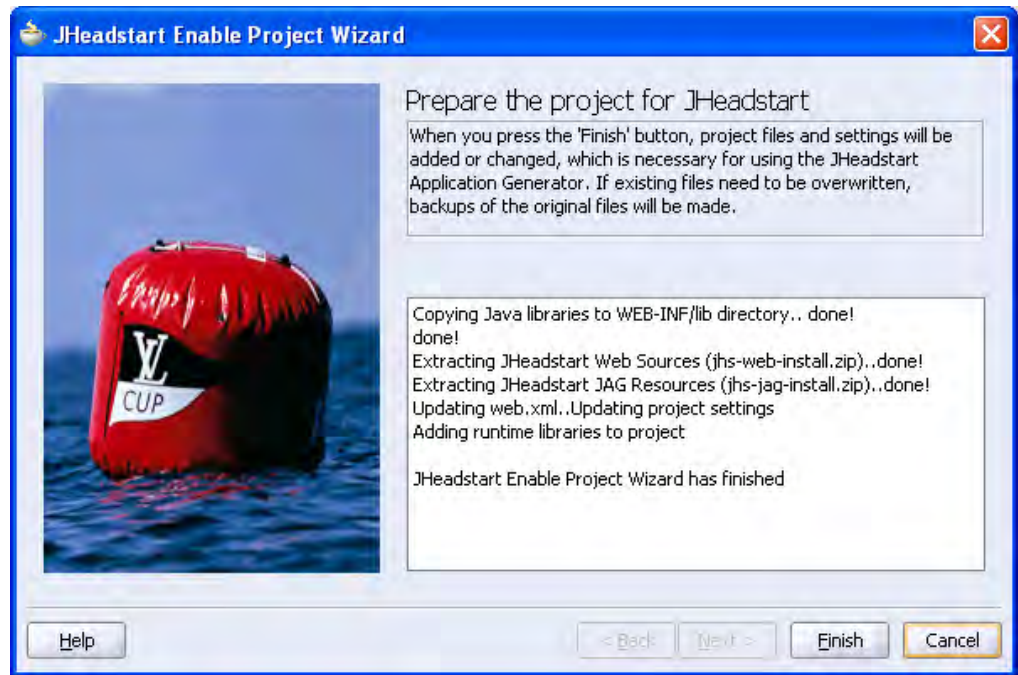 JHeadstart Enable Project Wizard
Prepare the project for JHeadstart
When you press the 'Finish' button, project files and settings will be
added or changed, which is necessary for using the JHeadstart
Application Generator. If existing files need to be overwritten,
backups of the original files will be made.
LV
CUP
Copying Java libraries to WEB-INF/lib directory.. done!
done!
Extracting JHeadstart Web Sources (jhs-web-install.zip)..done!
Extracting JHeadstart JAG Resources (jhs-jag-install.zip)..done!
Updating web.xml..Updating project settings
Adding runtime libraries to project
JHeadstart Enable Project Wizard has finished
Help
< Back
Next >
Finish
Cancel